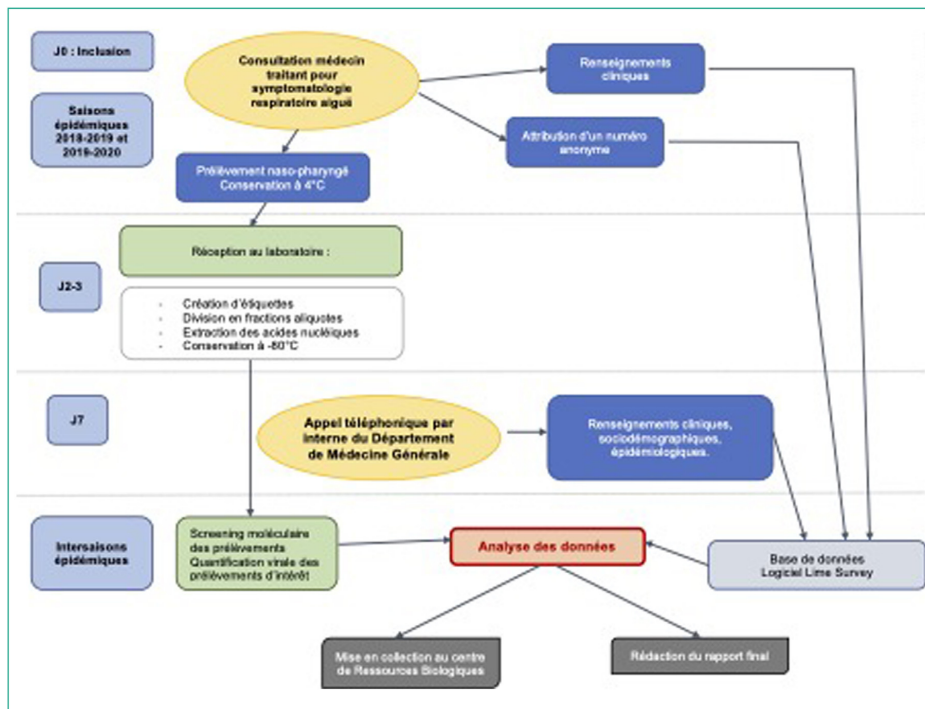 J0 : Inclusion
Saisons
épidémiques
2018-2019 et
2019-2020
Consultation médecin
traitant pour
symptomatologie
respiratoire aiguë
Renseignements
cliniques
Attribution d'un numéro
anonyme
Prélèvement naso-pharyngé
Conservation à 4°C
J2-3
Réception au laboratoire :
- Création d'étiquettes
- Division en fractions aliquotes
- Extraction des acides nucléiques
- Conservation à -80°C
J7
Appel téléphonique par
interne du Département
de Médecine Générale
Renseignements cliniques,
sociodémographiques,
épidémiologiques.
Intersaisons
épidémiques
Screening moléculaire
des prélèvements
Quantification virale des
prélèvements d'intérêt
Analyse des données
Base de données
Logiciel Lime Survey
Mise en collection au centre
de Ressources Biologiques
Rédaction du rapport final